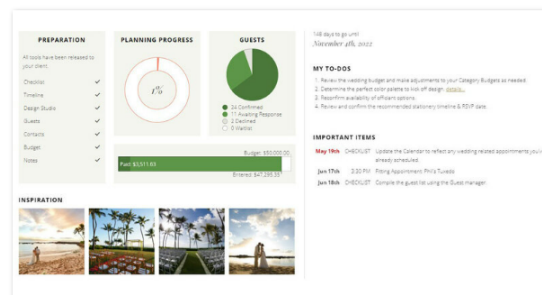 PREPARATION
All tools have been released to
your client.
Checklist
Timeline
Design Studio
Guests
Contacts
Budget
Notes
PLANNING PROGRESS
1%
GUESTS
24 Confirmed
11 Awaiting Response
2 Declined
0 Waitlist
Budget: $50,000.00
Paid: $3,511.63
Entered: $47,295.35
INSPIRATION
148 days to go until
November 4th, 2022
MY TO-DOS
1. Review the wedding budget and make adjustments to your Category Budgets as needed.
2. Determine the perfect color palette to kick off design. details...
3. Reconfirm availability of officiant options.
4. Review and confirm the recommended stationery timeline & RSVP date.
IMPORTANT ITEMS
May 19th CHECKLIST Update the Calendar to reflect any wedding related appointments you've
already scheduled.
Jun 17th 2:30 PM Fitting Appointment: Phil's Tuxedo
Jun 18th CHECKLIST Compile the guest list using the Guest manager.